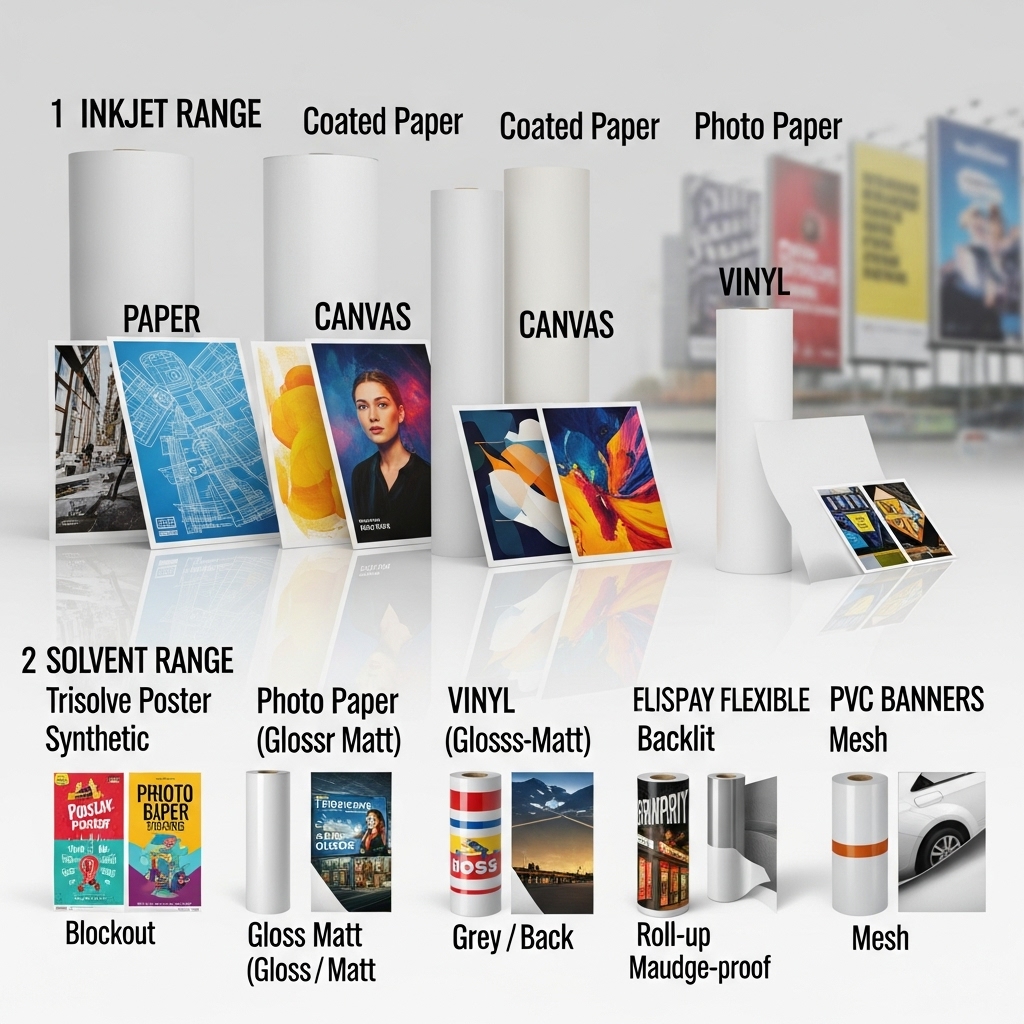 1 INKJET RANGE
Coated Paper
Coated Paper
Photo Paper
PAPER
CANVAS
CANVAS
VINYL
2 SOLVENT RANGE
Trisolve Poster
Synthetic
Photo Paper
(Glossr Matt)
VINYL
(Glosss-Matt)
ELISPAY FLEXIBLE
Backlit
PVC BANNERS
Mesh
PHIOTO
BAPER
Blockout
Gloss Matt
(Gloss / Matt
Grey / Back
Roll-up
Maudge-proof
Mesh